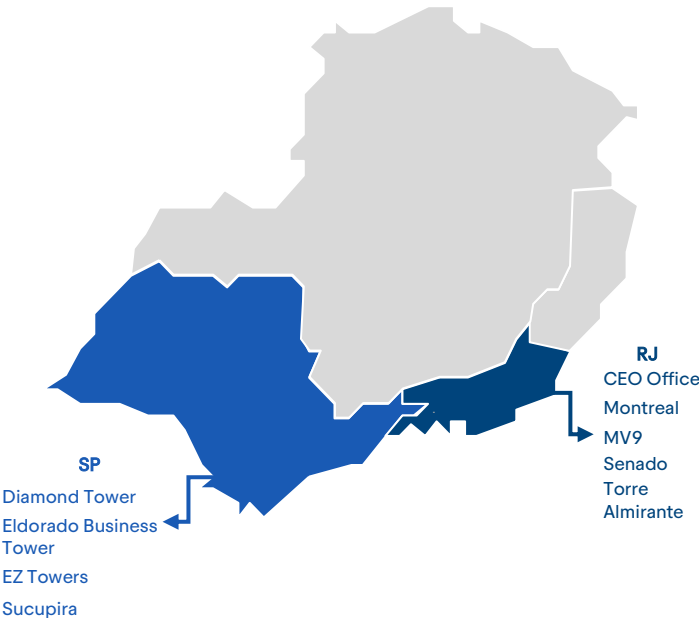 RJ
CEO Office
Montreal
MV9
Senado
Torre
Almirante
SP
Diamond Tower
Eldorado Business
Tower
EZ Towers
Sucupira